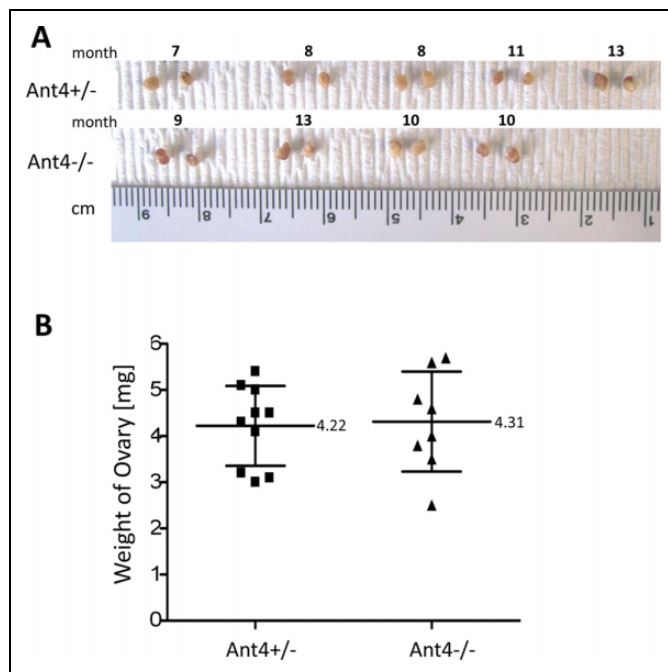 A
month 7 8 8 11 13
Ant4+/-
month 9 13 10 10
Ant4-/-
cm 9 8 7 6 5 4 3 2 1
B
Weight of Ovary [mg]
6
5
4
3
2
1
0
4.22
4.31
Ant4+/- Ant4-/-